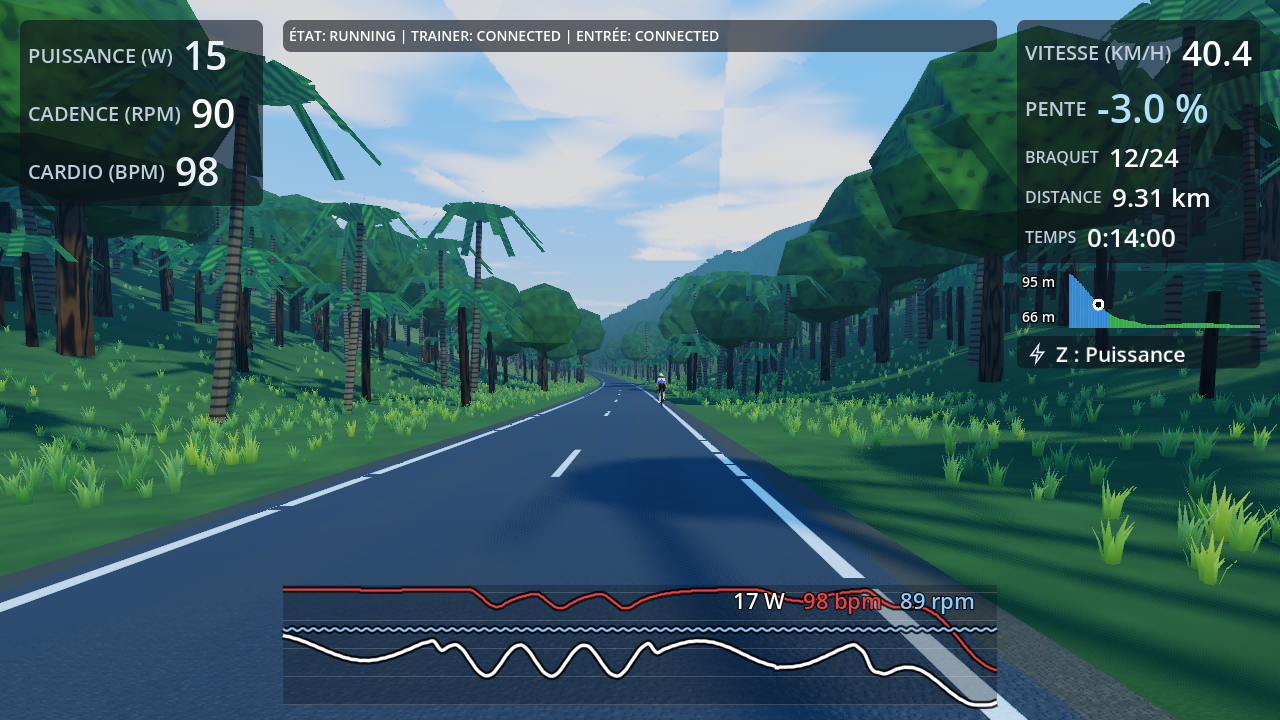 PUISSANCE (W) 15
CADENCE (RPM) 90
CARDIO (BPM) 98
ÉTAT: RUNNING | TRAINER: CONNECTED | ENTRÉE: CONNECTED
VITESSE (KM/H) 40.4
PENTE -3.0 %
BRAQUET 12/24
DISTANCE 9.31 km
TEMPS 0:14:00
95 m
66 m
Z : Puissance
17 W 98 bpm 89 rpm